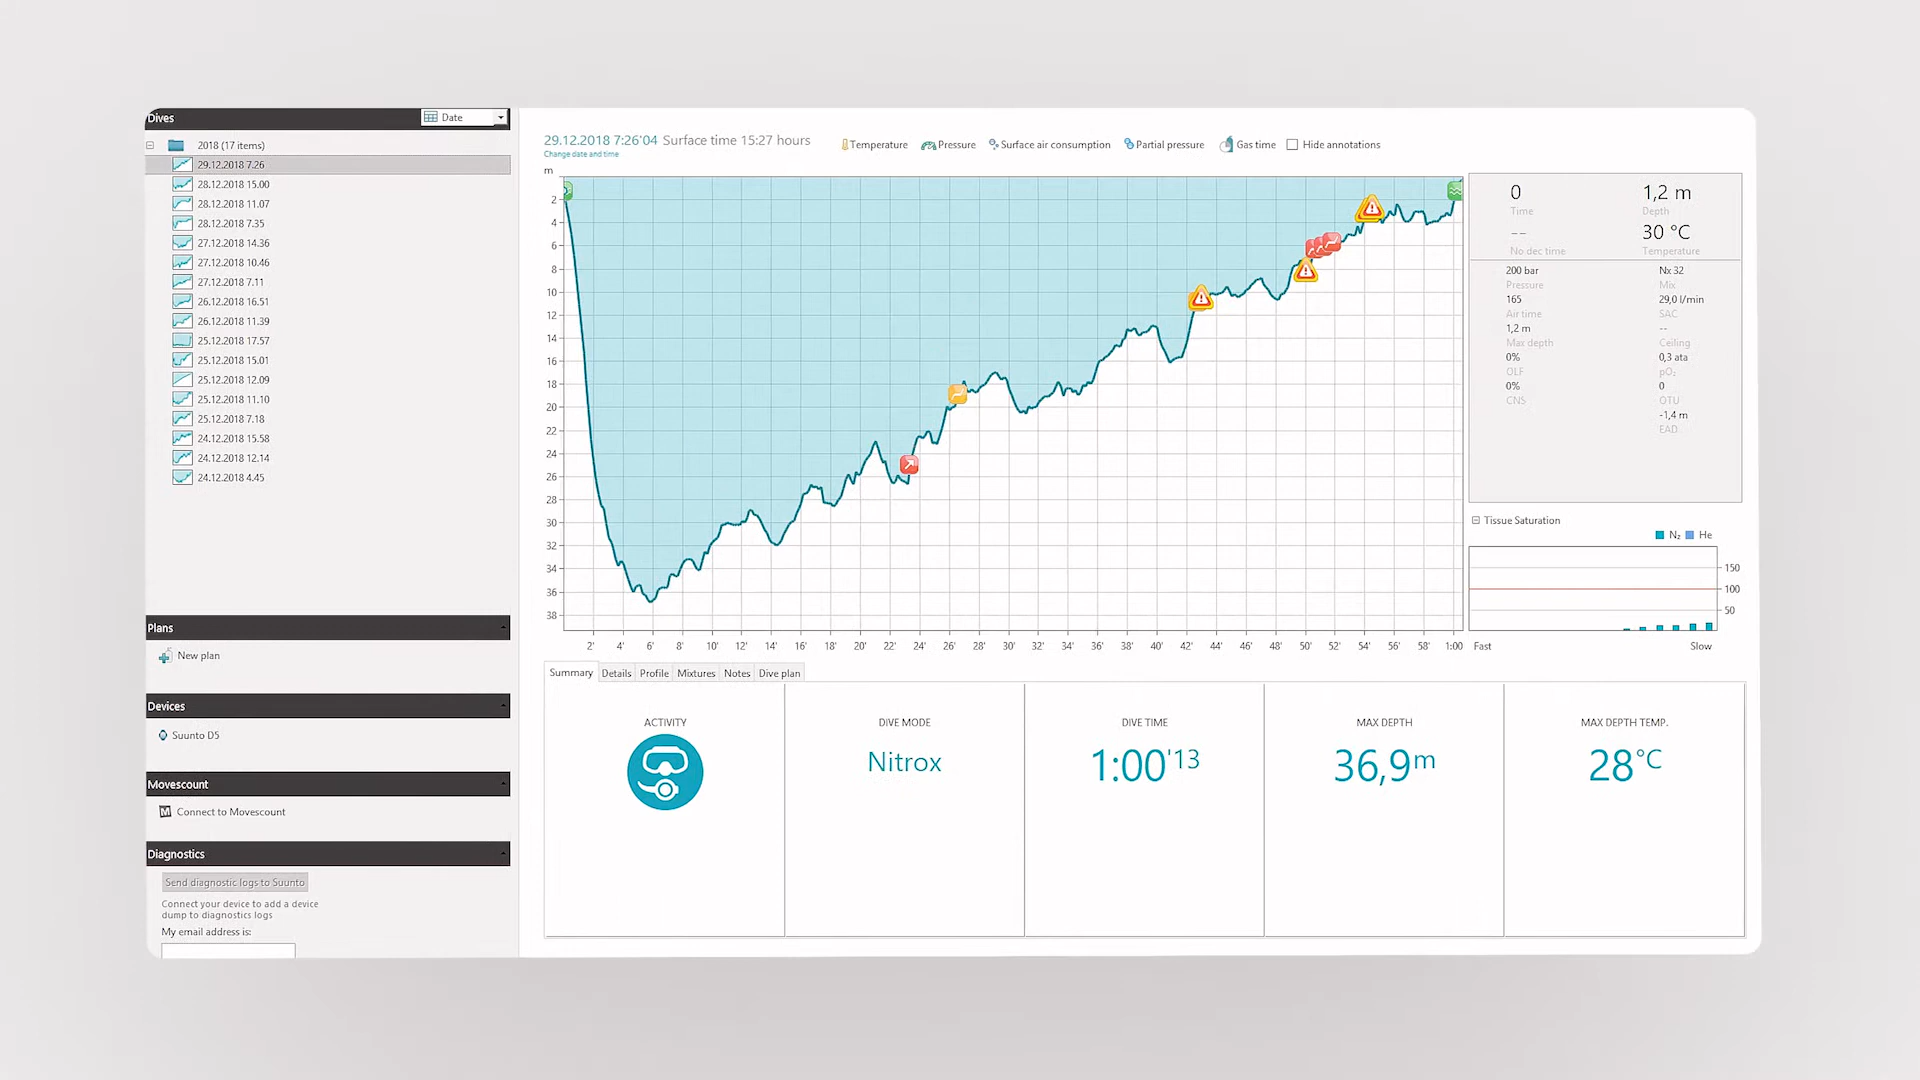 Dives
Date
2018 (17 items)
29.12.2018 7.26
28.12.2018 15.00
28.12.2018 11.07
28.12.2018 7.35
27.12.2018 14.36
27.12.2018 10.46
27.12.2018 7.11
26.12.2018 16.51
26.12.2018 11.39
25.12.2018 17.57
25.12.2018 15.01
25.12.2018 12.09
25.12.2018 11.10
25.12.2018 7.18
24.12.2018 15.58
24.12.2018 12.14
24.12.2018 4.45
Plans
New plan
Devices
Suunto D5
Movescount
M Connect to Movescount
Diagnostics
Send diagnostic logs to Suunto
Connect your device to add a device
dump to diagnostics logs
My email address is:
29.12.2018 7:26'04 Surface time 15:27 hours
Change date and time
Temperature Pressure Surface air consumption Partial pressure Gas time Hide annotations
m
2
4
6
8
10
12
14
16
18
20
22
24
26
28
30
32
34
36
38
2' 4' 6' 8' 10' 12' 14' 16' 18' 20' 22' 24' 26' 28' 30' 32' 34' 36' 38' 40' 42' 44' 46' 48' 50' 52' 54' 56' 58' 1:00
0 1,2 m
Time Depth
-- 30 °C
No dec time Temperature
200 bar Nx 32
Pressure Mix
165 29,0 l/min
Air time SAC
1,2 m --
Max depth Ceiling
0% 0,3 ata
OLF pO₂
0% 0
CNS OTU
-1,4 m
EAD
Tissue Saturation
N₂ He
150
100
50
Fast Slow
Summary Details Profile Mixtures Notes Dive plan
ACTIVITY
DIVE MODE
Nitrox
DIVE TIME
1:00'13
MAX DEPTH
36,9 m
MAX DEPTH TEMP.
28°C